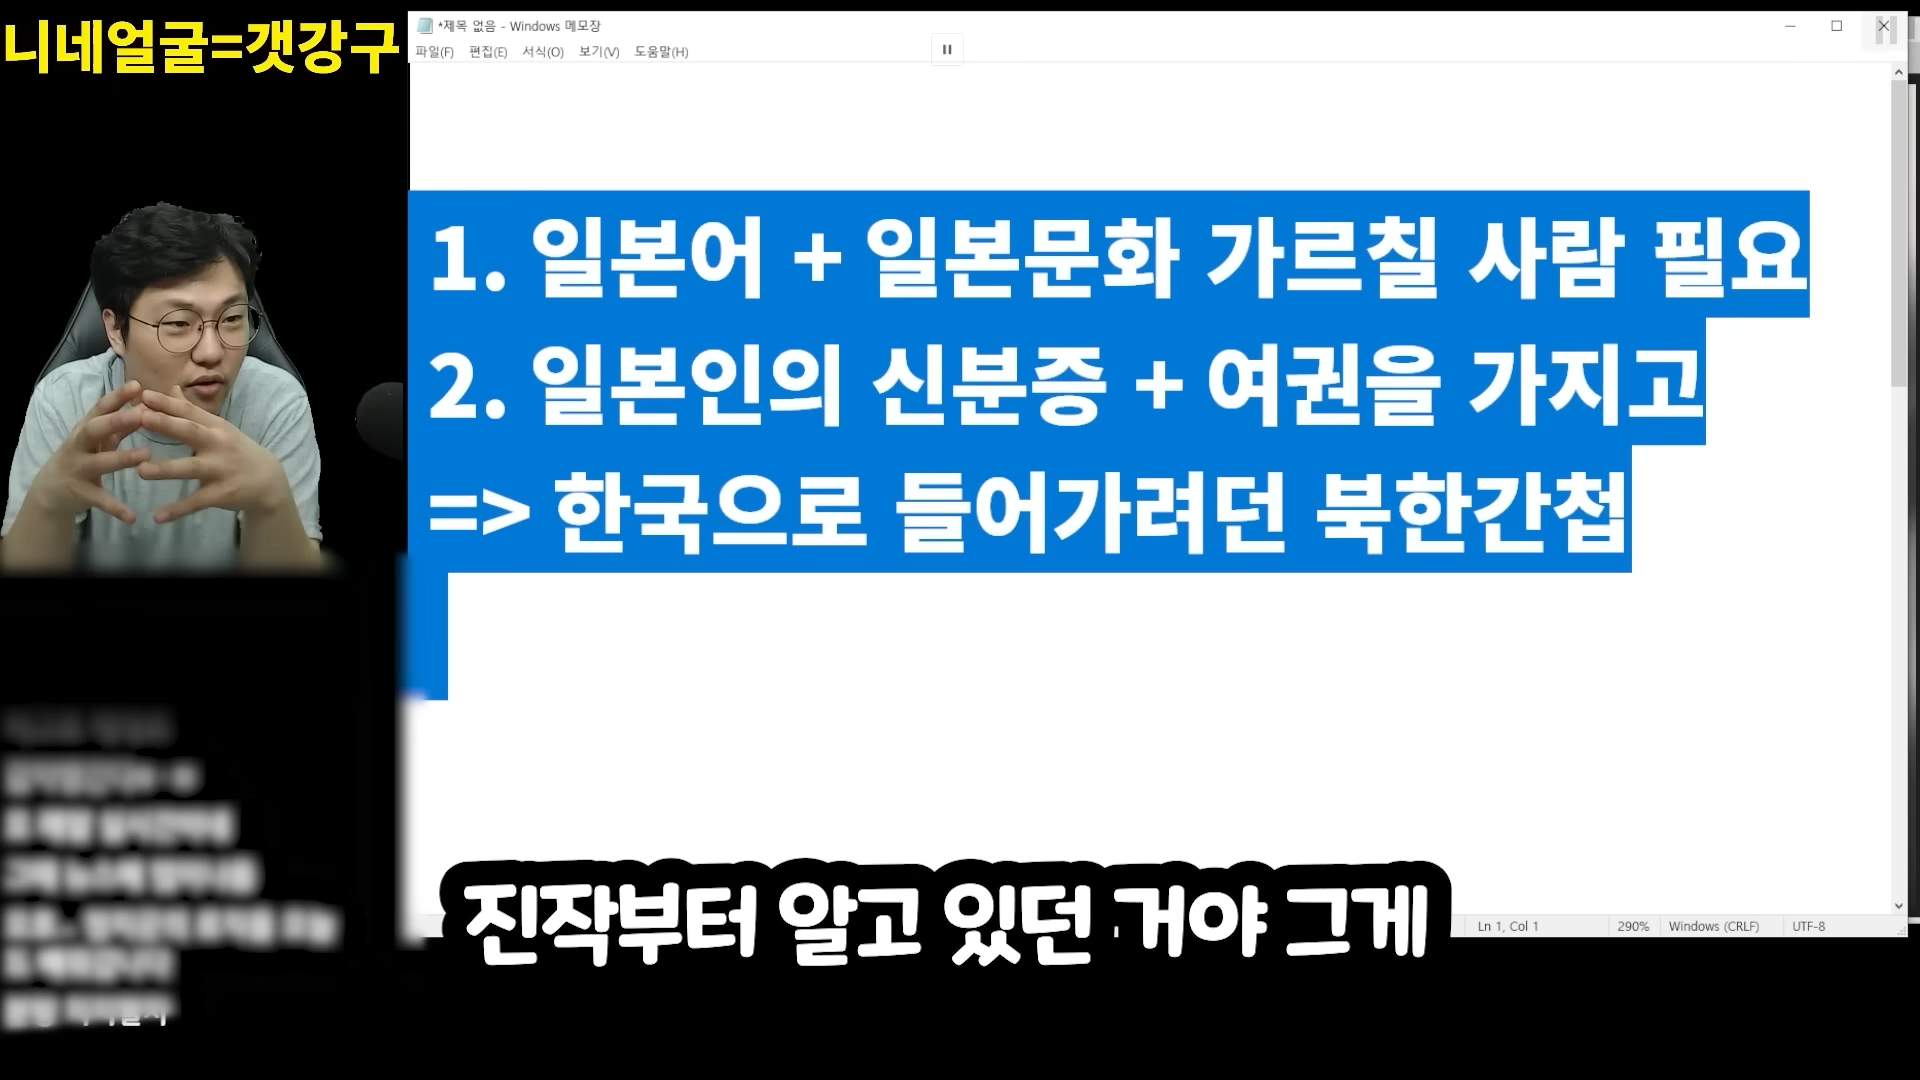 니네얼굴=갯강구
*제목 없음 - Windows 메모장
파일(F) 편집(E) 서식(O) 보기(V) 도움말(H)
1. 일본어 + 일본문화 가르칠 사람 필요
2. 일본인의 신분증 + 여권을 가지고
=> 한국으로 들어가려던 북한간첩
진작부터 알고 있던 거야 그게
Ln 1, Col 1 290% Windows (CRLF) UTF-8